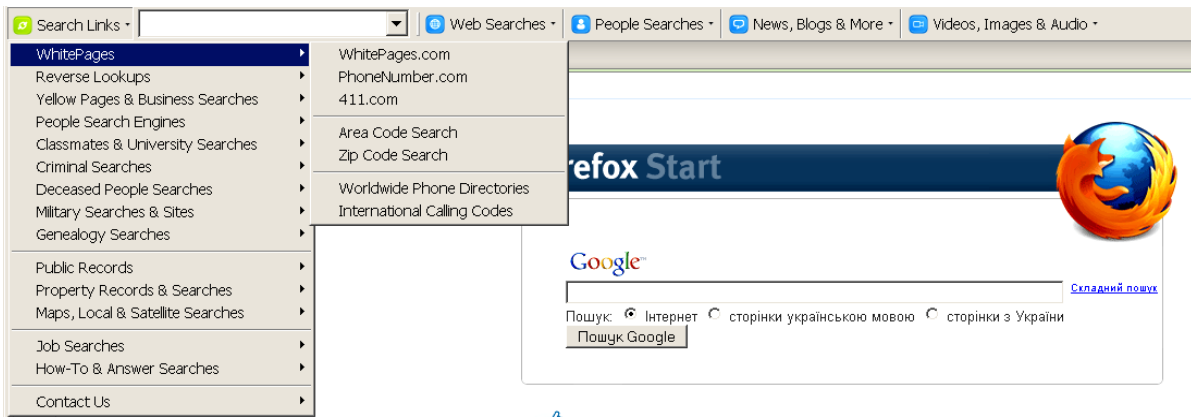 Search Links
Web Searches
People Searches
News, Blogs & More
Videos, Images & Audio
WhitePages
Reverse Lookups
Yellow Pages & Business Searches
People Search Engines
Classmates & University Searches
Criminal Searches
Deceased People Searches
Military Searches & Sites
Genealogy Searches
Public Records
Property Records & Searches
Maps, Local & Satellite Searches
Job Searches
How-To & Answer Searches
Contact Us
WhitePages.com
PhoneNumber.com
411.com
Area Code Search
Zip Code Search
Worldwide Phone Directories
International Calling Codes
refox Start
Google™
Складний пошук
Пошук: Інтернет сторінки українською мовою сторінки з України
Пошук Google